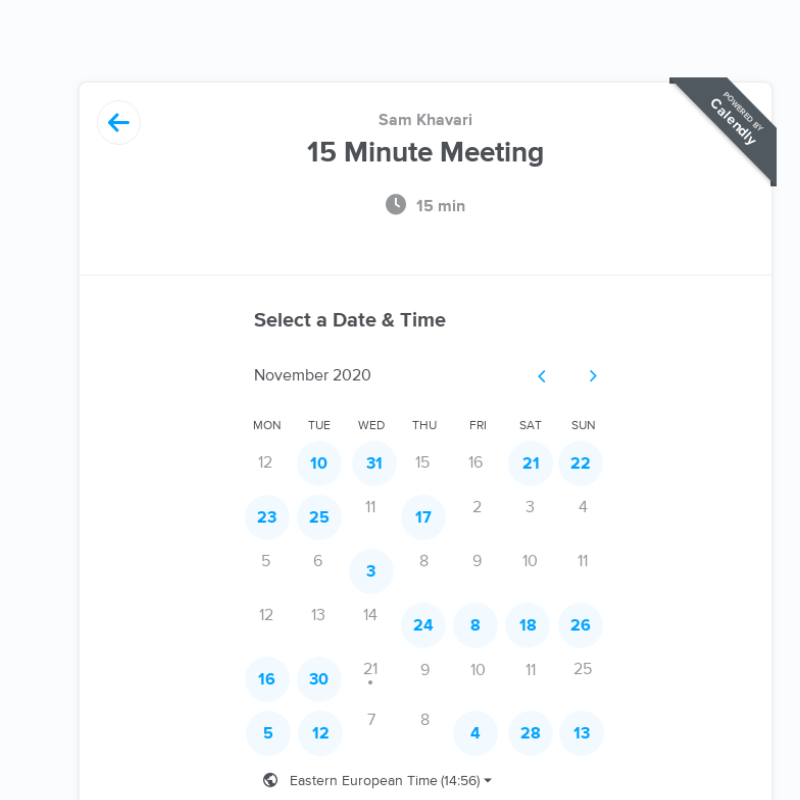 POWERED BY
Calendly
Sam Khavari
15 Minute Meeting
15 min
Select a Date & Time
November 2020
MON TUE WED THU FRI SAT SUN
12 10 31 15 16 21 22
23 25 11 17 2 3 4
5 6 3 8 9 10 11
12 13 14 24 8 18 26
16 30 21 9 10 11 25
5 12 7 8 4 28 13
Eastern European Time (14:56)